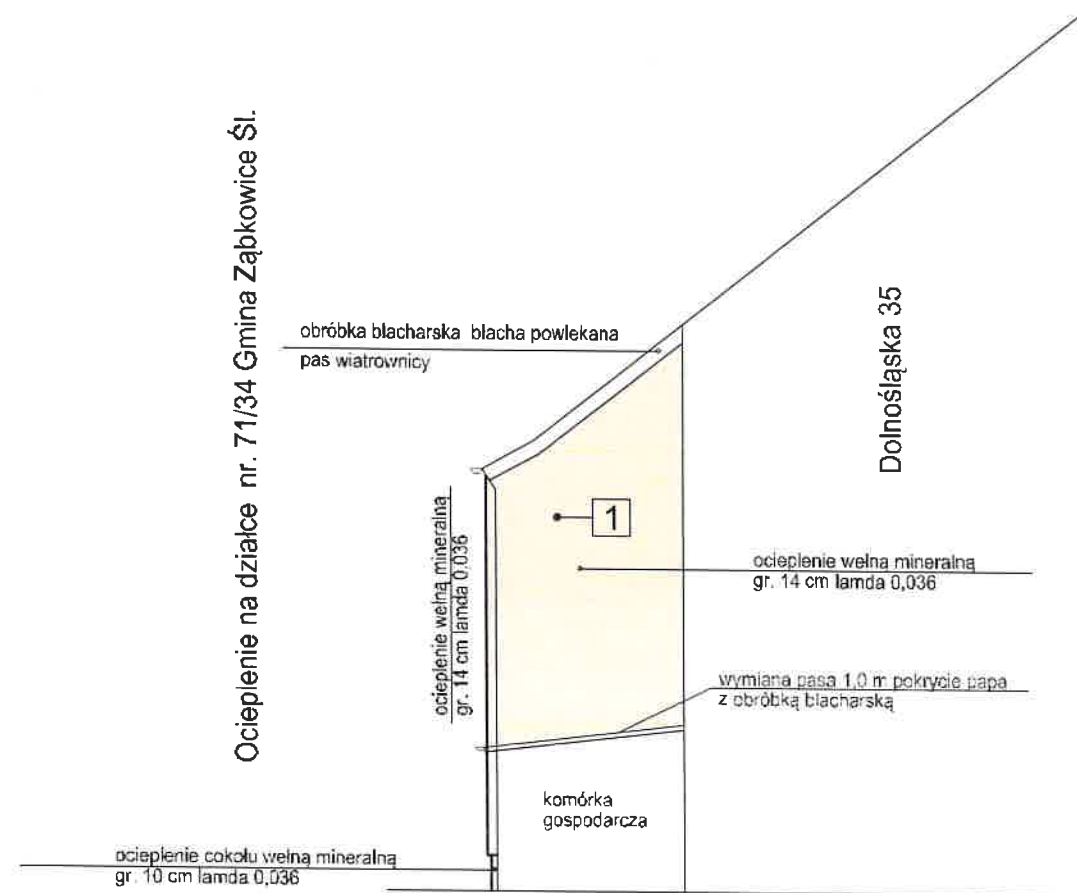 Ocieplenie na działce nr. 71/34 Gmina Ząbkowice Śl.
obróbka blacharska blacha powlekana
pas wiatrownicy
Dolnośląska 35
1
ocieplenie wełną mineralną
gr. 14 cm lamda 0,036
ocieplenie wełną mineralną
gr. 14 cm lamda 0,036
wymiana pasa 1,0 m pokrycie papa
z obróbką blacharską
komórka
gospodarcza
ocieplenie cokołu wełną mineralną
gr. 10 cm lamda 0,036